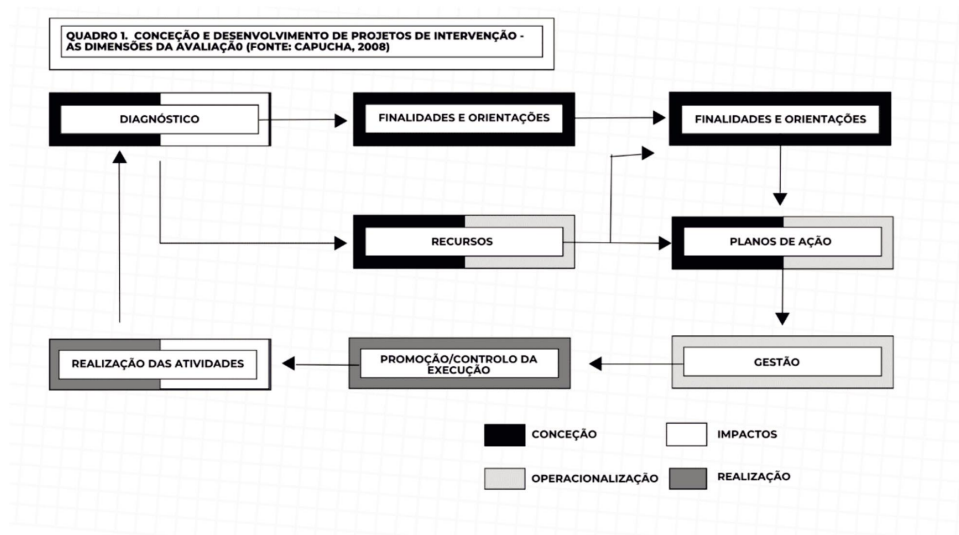 QUADRO 1. CONCEÇÃO E DESENVOLVIMENTO DE PROJETOS DE INTERVENÇÃO -
AS DIMENSÕES DA AVALIAÇÃO (FONTE: CAPUCHA, 2008)
DIAGNÓSTICO
FINALIDADES E ORIENTAÇÕES
FINALIDADES E ORIENTAÇÕES
RECURSOS
PLANOS DE AÇÃO
REALIZAÇÃO DAS ATIVIDADES
PROMOÇÃO/CONTROLO DA
EXECUÇÃO
GESTÃO
CONCEÇÃO
IMPACTOS
OPERACIONALIZAÇÃO
REALIZAÇÃO